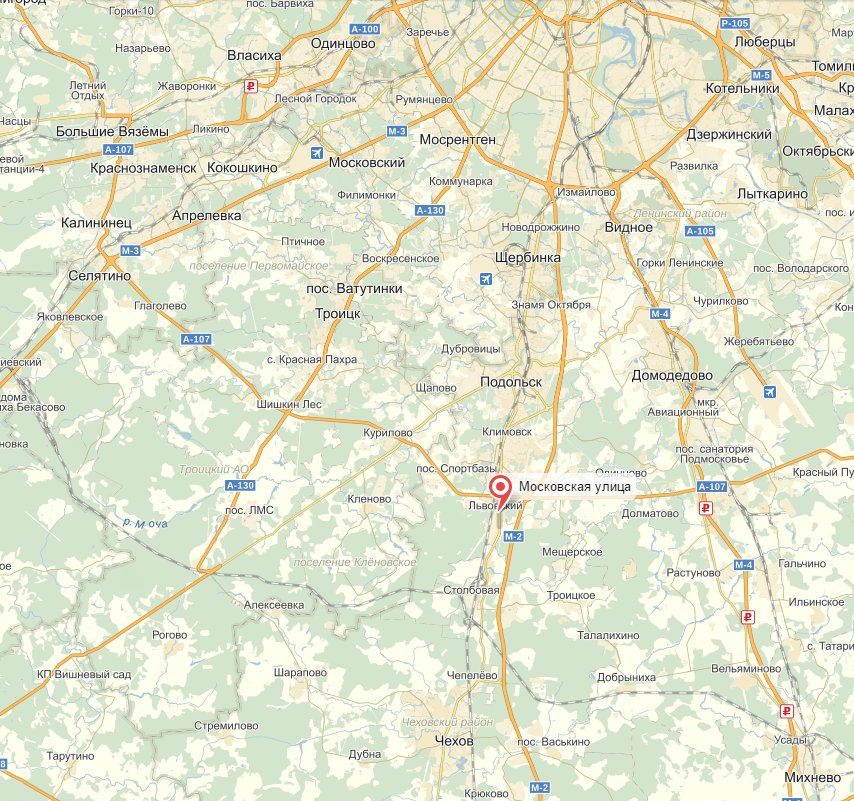 пос. Барвиха
Горки-10
А-100
Заречье
Р-105
Одинцово
Люберцы
Назарьево
Власиха
М-5
Летний
Отдых
Жаворонки
Лесной Городок
Румянцево
Котельники
Большие Вязёмы
Ликино
М-3
Мосрентген
Дзержинский
А-107
Краснознаменск
Кокошкино
Московский
Развилка
Коммунарка
Измайлово
Лыткарино
Филимонки
А-130
Калининец
Апрелевка
Ленинский район
Новодрожжино
Видное
А-105
Птичное
М-3
Воскресенское
Щербинка
Селятино
поселение Первомайское
Горки Ленинские
пос. Володарского
пос. Ватутинки
Глаголево
Троицк
Знамя Октября
Чурилково
Яковлевское
М-4
А-107
Жеребятьево
Дубровицы
с. Красная Пахра
Домодедово
Щапово
Подольск
Шишкин Лес
мкр.
Авиационный
Курилово
Климовск
пос. санатория
Подмосковье
Троицкий АО
пос. Спортбазы
А-130
Московская улица
А-107
Львовский
Кленово
пос. ЛМС
Долматово
р. Моча
М-2
Мещерское
поселение Клёновское
М-4
Гальчино
Растуново
Столбовая
Троицкое
Алексеевка
Ильинское
Рогово
Талалихино
КП Вишневый сад
Шарапово
Чепелёво
Добрыниха
Вельяминово
Стремилово
Чеховский район
Чехов
пос. Васькино
Усады
Тарутино
Дубна
Михнево
М-2
Крюково